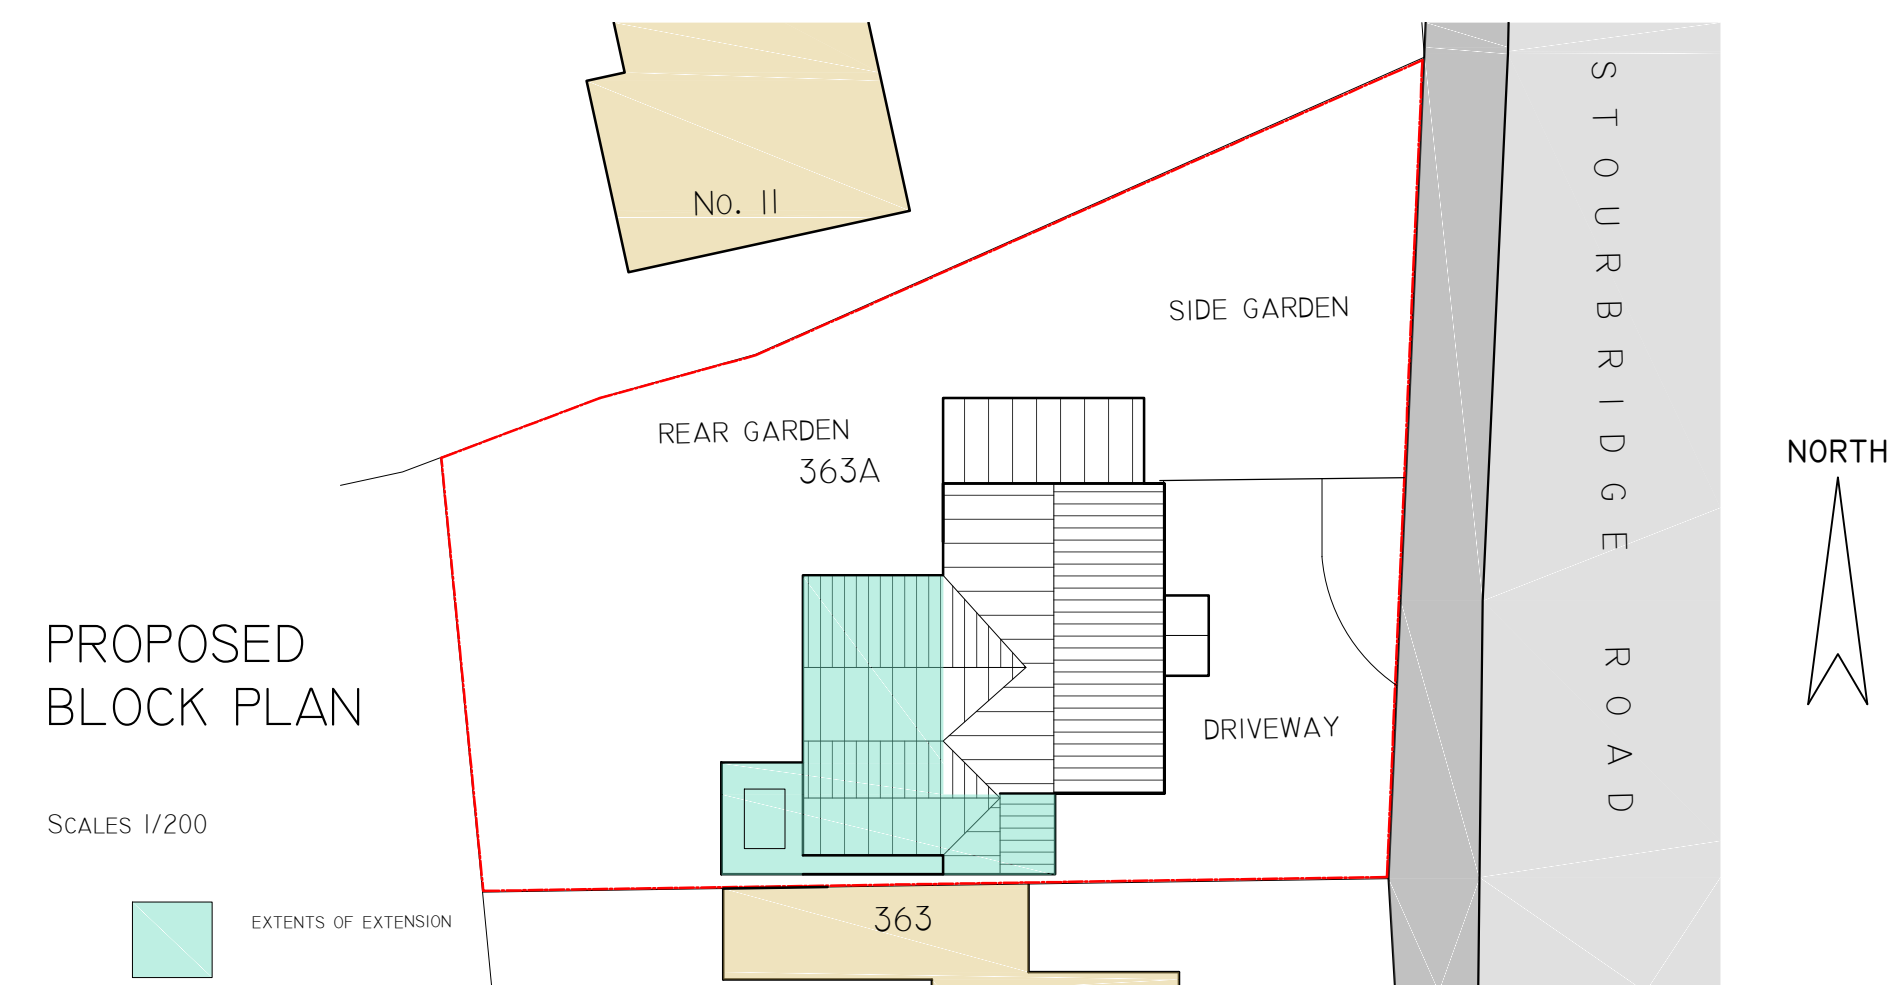 No. 11
STOURBRIDGE ROAD
SIDE GARDEN
REAR GARDEN
363A
NORTH
PROPOSED
BLOCK PLAN
DRIVEWAY
SCALES 1/200
EXTENTS OF EXTENSION
363